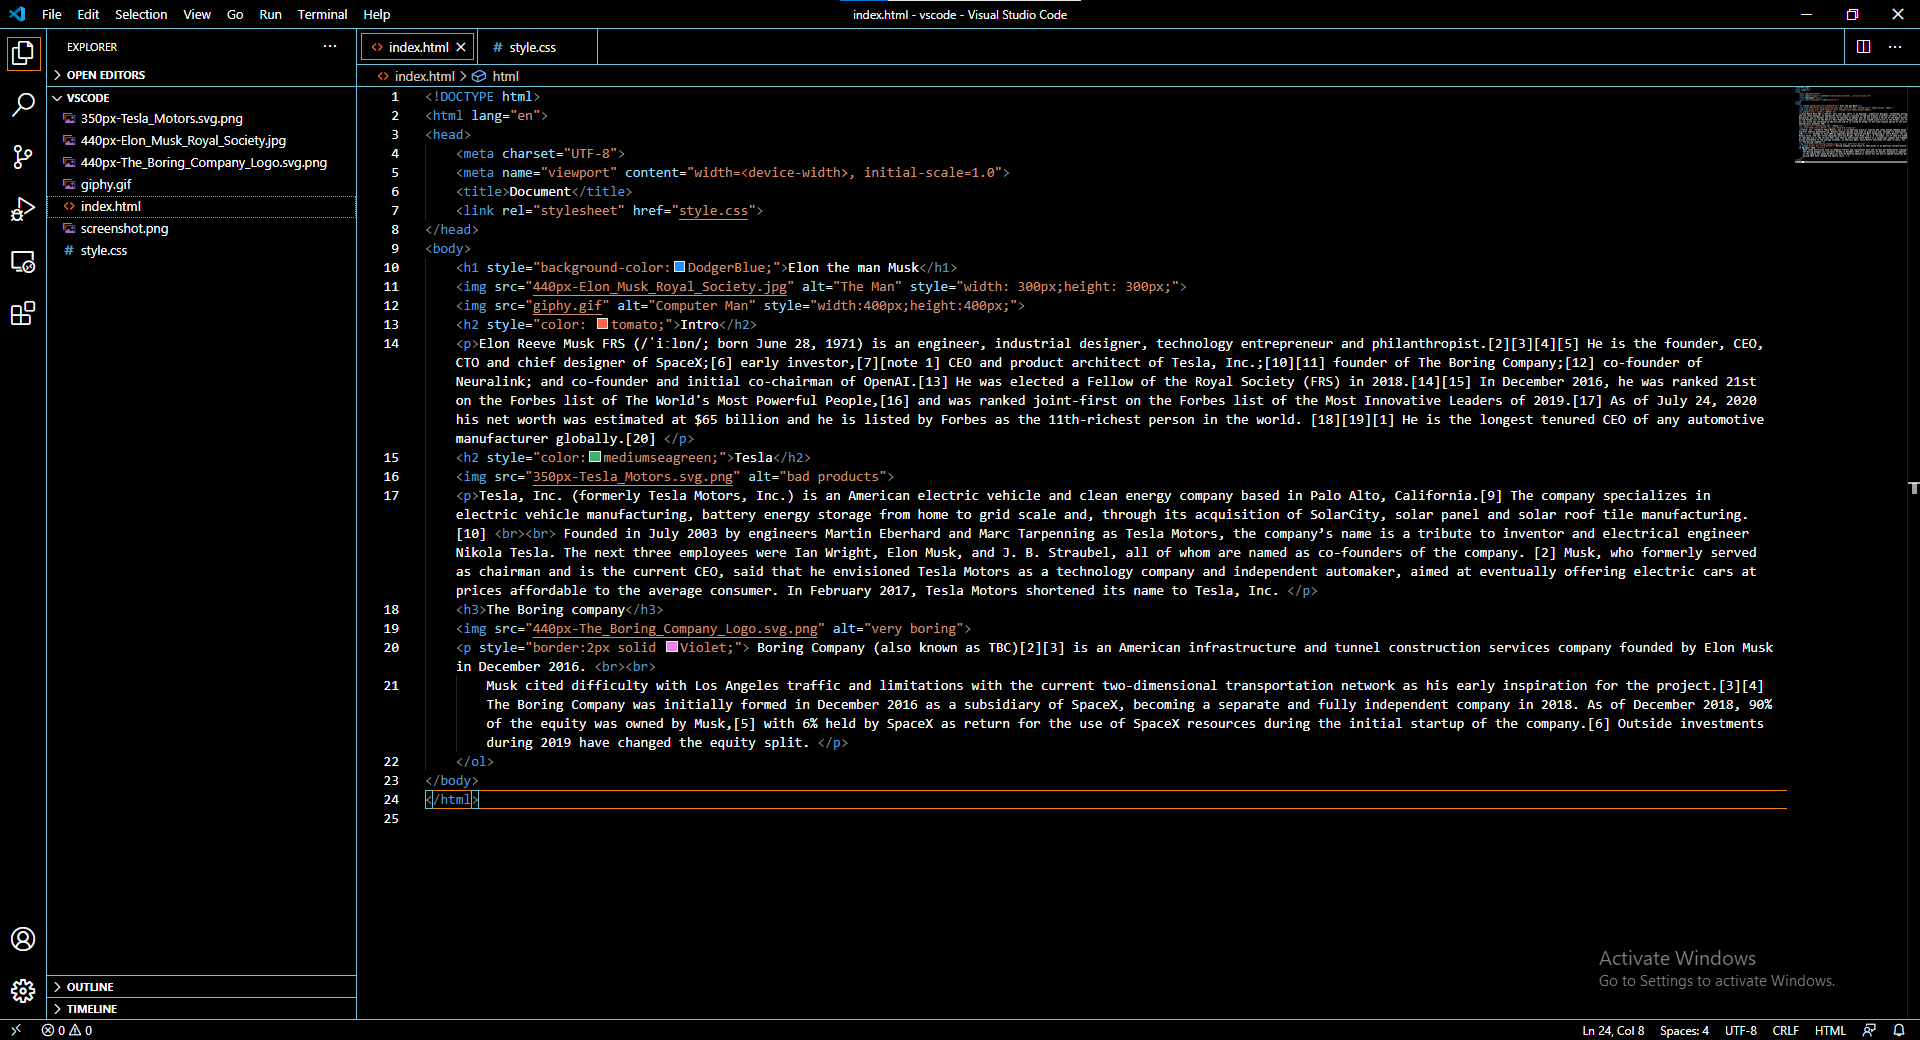 File Edit Selection View Go Run Terminal Help
index.html - vscode - Visual Studio Code
EXPLORER
OPEN EDITORS
VSCODE
350px-Tesla_Motors.svg.png
440px-Elon_Musk_Royal_Society.jpg
440px-The_Boring_Company_Logo.svg.png
giphy.gif
index.html
screenshot.png
style.css
OUTLINE
TIMELINE
index.html
style.css
index.html > html
1 <!DOCTYPE html>
2 <html lang="en">
3 <head>
4 <meta charset="UTF-8">
5 <meta name="viewport" content="width=<device-width>, initial-scale=1.0">
6 <title>Document</title>
7 <link rel="stylesheet" href="style.css">
8 </head>
9 <body>
10 <h1 style="background-color:DodgerBlue;">Elon the man Musk</h1>
11 <img src="440px-Elon_Musk_Royal_Society.jpg" alt="The Man" style="width: 300px;height: 300px;">
12 <img src="giphy.gif" alt="Computer Man" style="width:400px;height:400px;">
13 <h2 style="color: tomato;">Intro</h2>
14 <p>Elon Reeve Musk FRS (/ˈiːlɒn/; born June 28, 1971) is an engineer, industrial designer, technology entrepreneur and philanthropist.[2][3][4][5] He is the founder, CEO,
CTO and chief designer of SpaceX;[6] early investor,[7][note 1] CEO and product architect of Tesla, Inc.;[10][11] founder of The Boring Company;[12] co-founder of
Neuralink; and co-founder and initial co-chairman of OpenAI.[13] He was elected a Fellow of the Royal Society (FRS) in 2018.[14][15] In December 2016, he was ranked 21st
on the Forbes list of The World's Most Powerful People,[16] and was ranked joint-first on the Forbes list of the Most Innovative Leaders of 2019.[17] As of July 24, 2020
his net worth was estimated at $65 billion and he is listed by Forbes as the 11th-richest person in the world. [18][19][1] He is the longest tenured CEO of any automotive
manufacturer globally.[20] </p>
15 <h2 style="color:mediumseagreen;">Tesla</h2>
16 <img src="350px-Tesla_Motors.svg.png" alt="bad products">
17 <p>Tesla, Inc. (formerly Tesla Motors, Inc.) is an American electric vehicle and clean energy company based in Palo Alto, California.[9] The company specializes in
electric vehicle manufacturing, battery energy storage from home to grid scale and, through its acquisition of SolarCity, solar panel and solar roof tile manufacturing.
[10] <br><br> Founded in July 2003 by engineers Martin Eberhard and Marc Tarpenning as Tesla Motors, the company’s name is a tribute to inventor and electrical engineer
Nikola Tesla. The next three employees were Ian Wright, Elon Musk, and J. B. Straubel, all of whom are named as co-founders of the company. [2] Musk, who formerly served
as chairman and is the current CEO, said that he envisioned Tesla Motors as a technology company and independent automaker, aimed at eventually offering electric cars at
prices affordable to the average consumer. In February 2017, Tesla Motors shortened its name to Tesla, Inc. </p>
18 <h3>The Boring company</h3>
19 <img src="440px-The_Boring_Company_Logo.svg.png" alt="very boring">
20 <p style="border:2px solid Violet;"> Boring Company (also known as TBC)[2][3] is an American infrastructure and tunnel construction services company founded by Elon Musk
in December 2016. <br><br>
21 Musk cited difficulty with Los Angeles traffic and limitations with the current two-dimensional transportation network as his early inspiration for the project.[3][4]
The Boring Company was initially formed in December 2016 as a subsidiary of SpaceX, becoming a separate and fully independent company in 2018. As of December 2018, 90%
of the equity was owned by Musk,[5] with 6% held by SpaceX as return for the use of SpaceX resources during the initial startup of the company.[6] Outside investments
during 2019 have changed the equity split. </p>
22 </ol>
23 </body>
24 </html>
25
Activate Windows
Go to Settings to activate Windows.
0 0
Ln 24, Col 8 Spaces: 4 UTF-8 CRLF HTML